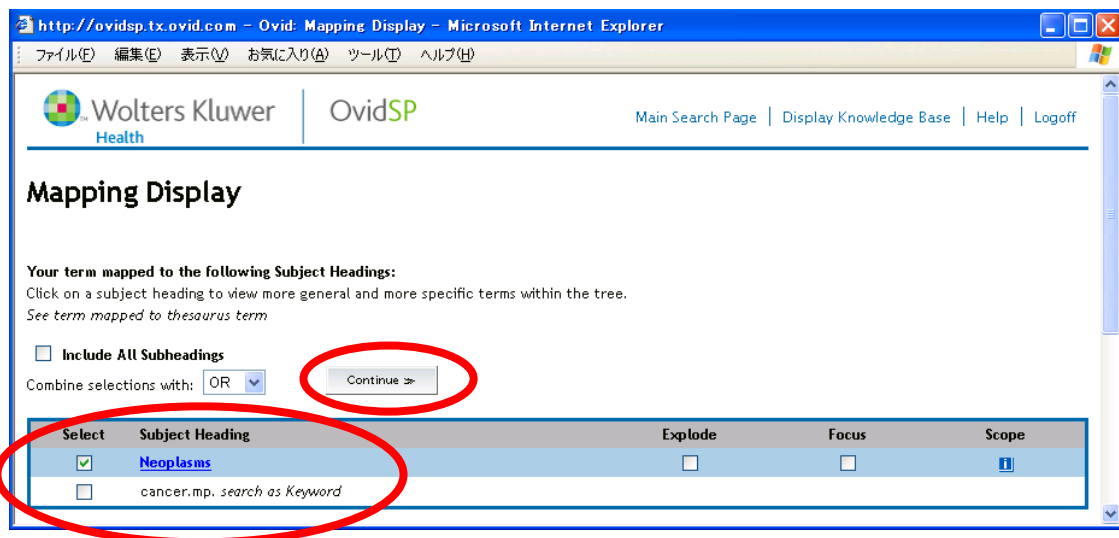 http://ovidsp.tx.ovid.com - Ovid: Mapping Display - Microsoft Internet Explorer
ファイル(F) 編集(E) 表示(V) お気に入り(A) ツール(T) ヘルプ(H)
Wolters Kluwer OvidSP
Health
Main Search Page | Display Knowledge Base | Help | Logoff
Mapping Display
Your term mapped to the following Subject Headings:
Click on a subject heading to view more general and more specific terms within the tree.
See term mapped to thesaurus term
Include All Subheadings
Combine selections with: OR Continue ≫
Select Subject Heading Explode Focus Scope
Neoplasms i
cancer.mp. search as Keyword